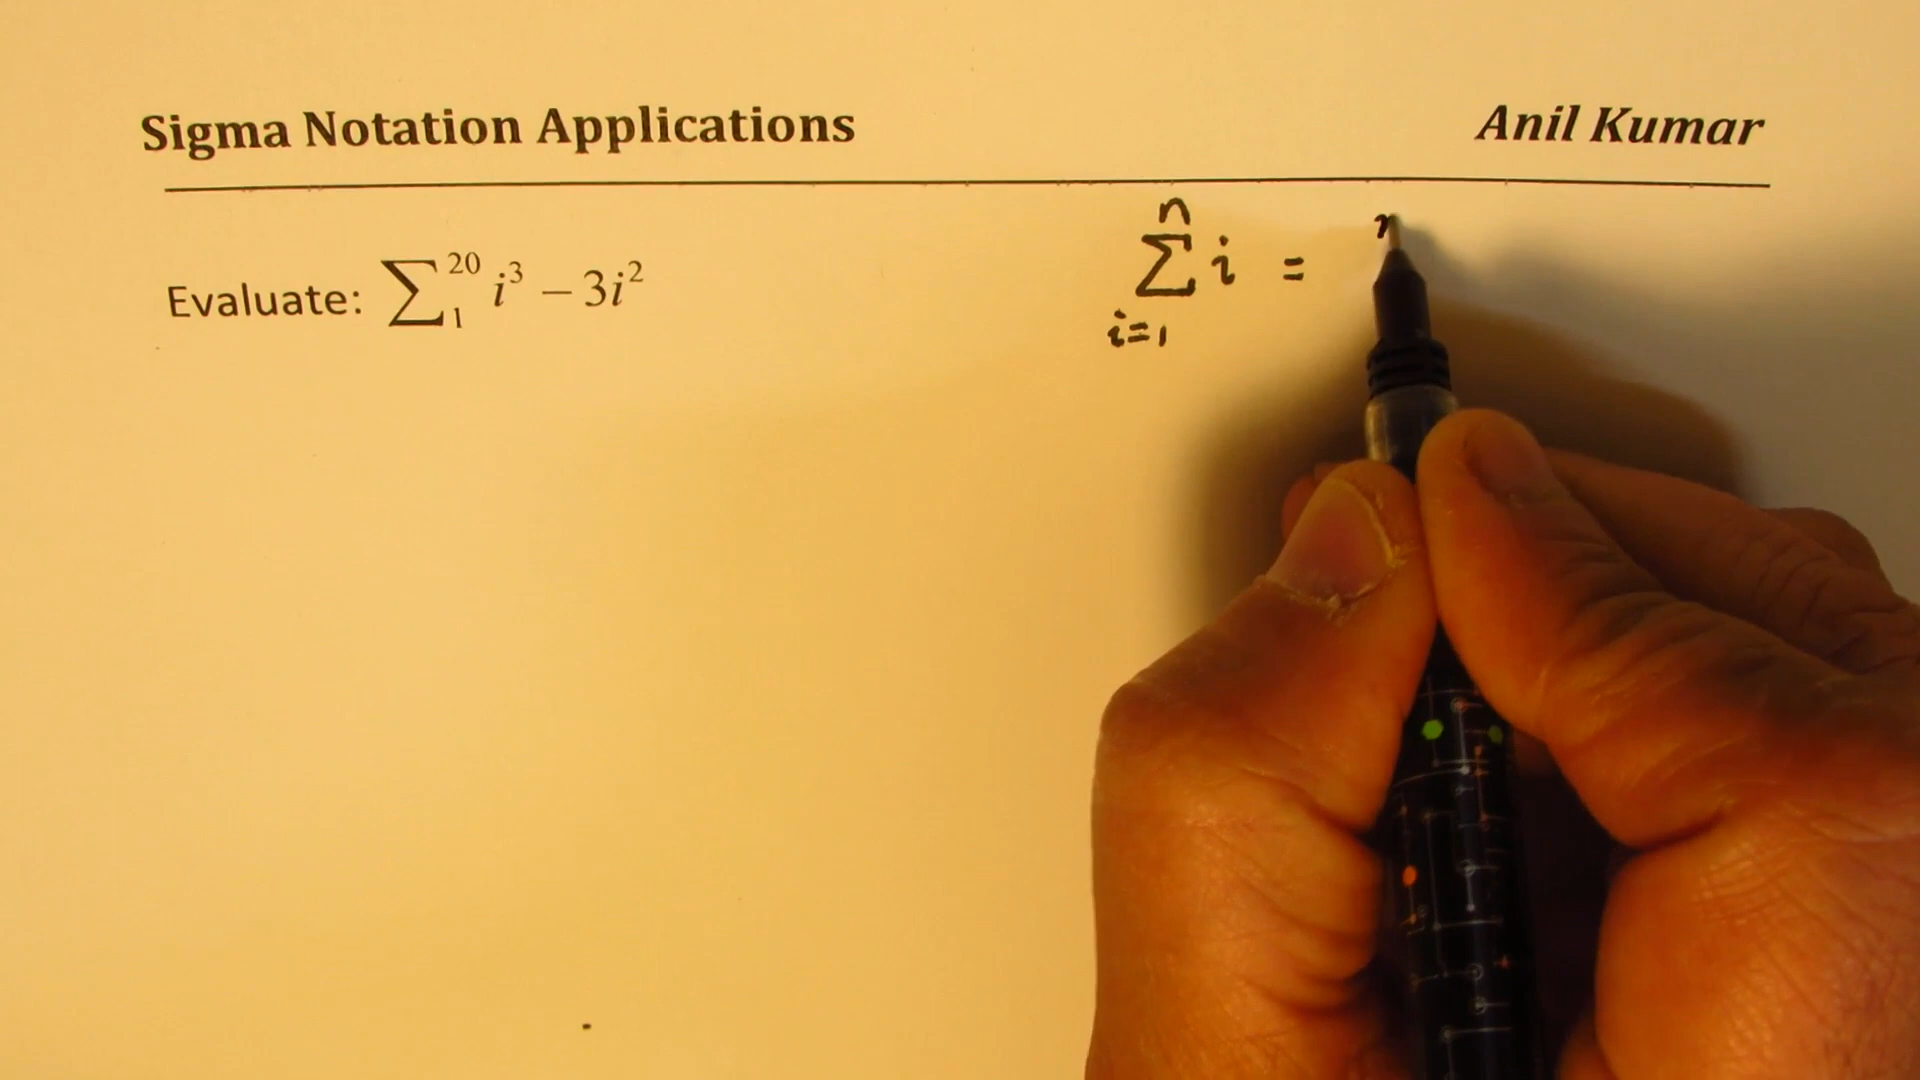 Sigma Notation Applications Anil Kumar
Evaluate: ∑₁²⁰ i³ − 3i²
n
∑ i = n
i=1